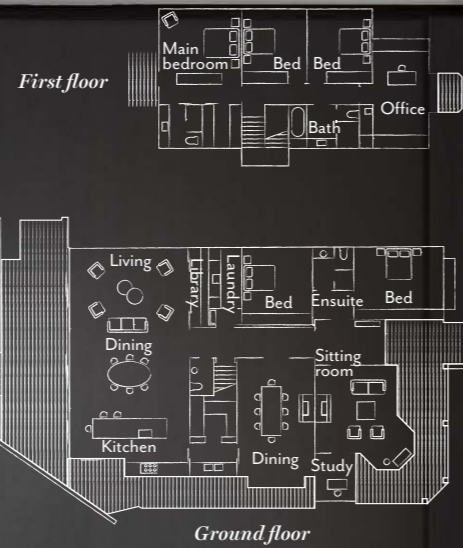 First floor
Main
bedroom
Bed
Bed
Office
Bath
Living
Library
Laundry
Bed
Ensuite
Bed
Dining
Sitting
room
Kitchen
Dining
Study
Ground floor